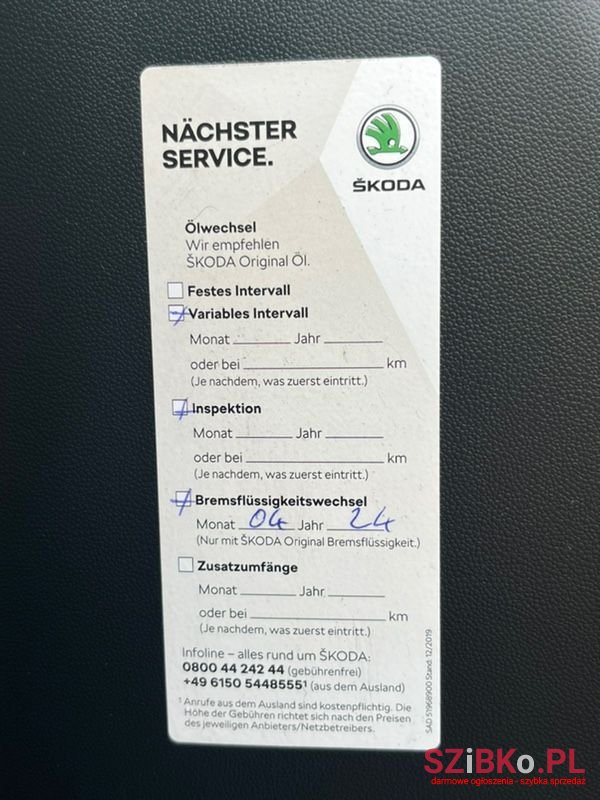 NÄCHSTER
SERVICE.
ŠKODA
Ölwechsel
Wir empfehlen
ŠKODA Original Öl.
Festes Intervall
Variables Intervall
Monat Jahr
oder bei km
(Je nachdem, was zuerst eintritt.)
Inspektion
Monat Jahr
oder bei km
(Je nachdem, was zuerst eintritt.)
Bremsflüssigkeitswechsel
Monat 04 Jahr 24
(Nur mit ŠKODA Original Bremsflüssigkeit.)
Zusatzumfänge
Monat Jahr
oder bei km
(Je nachdem, was zuerst eintritt.)
Infoline – alles rund um ŠKODA:
0800 44 242 44 (gebührenfrei)
+49 6150 5448555¹ (aus dem Ausland)
¹ Anrufe aus dem Ausland sind kostenpflichtig. Die
Höhe der Gebühren richtet sich nach den Preisen
des jeweiligen Anbieters/Netzbetreibers.
SAD 51968900 Stand: 12/2019
SZiBKo.PL
darmowe ogłoszenia - szybka sprzedaż